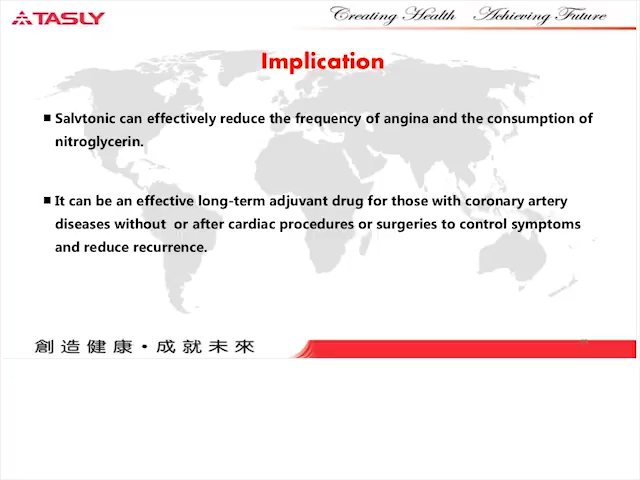 TASLY
Creating Health Achieving Future
Implication
Salvtonic can effectively reduce the frequency of angina and the consumption of
nitroglycerin.
It can be an effective long-term adjuvant drug for those with coronary artery
diseases without or after cardiac procedures or surgeries to control symptoms
and reduce recurrence.
創造健康・成就未來